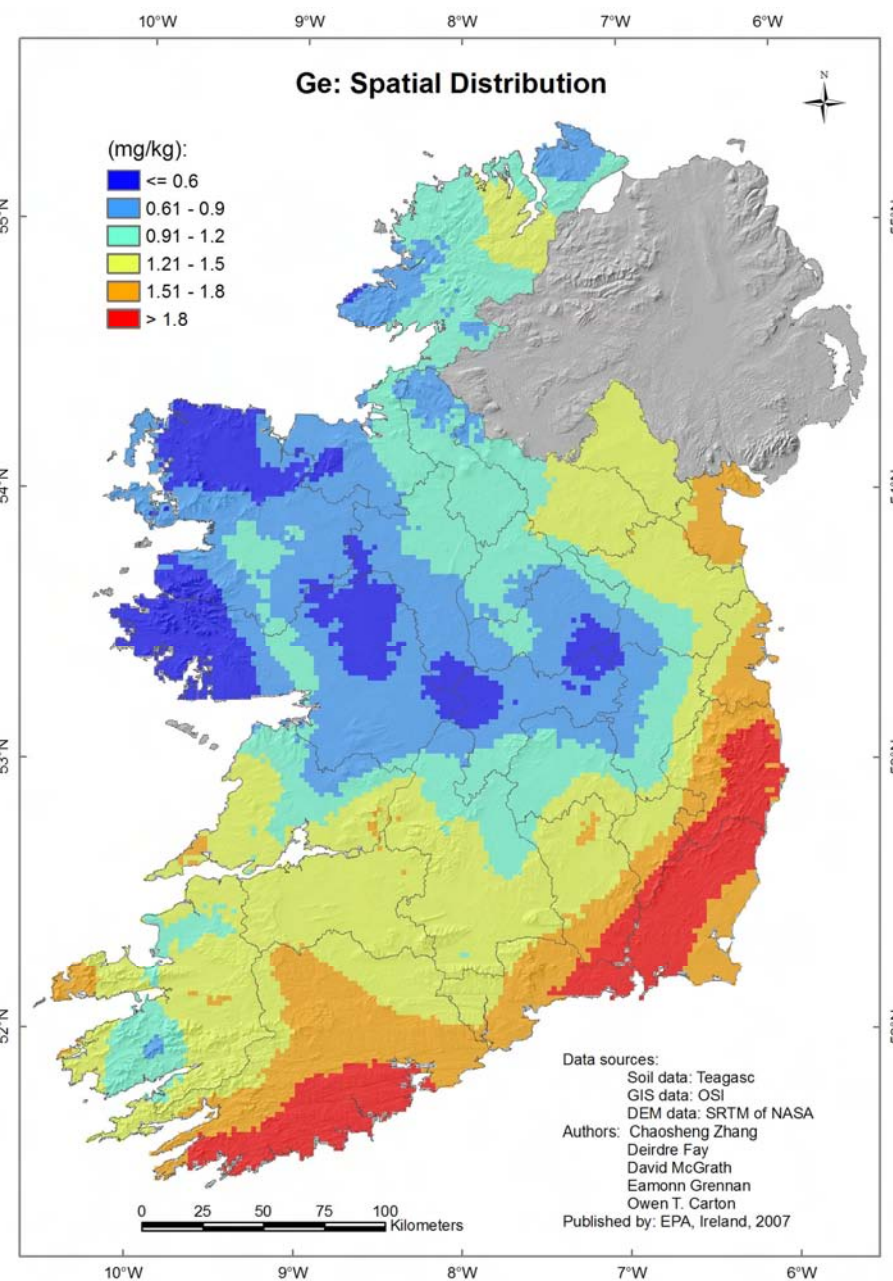 10°W 9°W 8°W 7°W 6°W
Ge: Spatial Distribution
N
(mg/kg):
<= 0.6
0.61 - 0.9
0.91 - 1.2
1.21 - 1.5
1.51 - 1.8
> 1.8
55°N
54°N
53°N
52°N
Data sources:
Soil data: Teagasc
GIS data: OSI
DEM data: SRTM of NASA
Authors: Chaosheng Zhang
Deirdre Fay
David McGrath
Eamonn Grennan
Owen T. Carton
Published by: EPA, Ireland, 2007
0 25 50 75 100
Kilometers
10°W 9°W 8°W 7°W 6°W